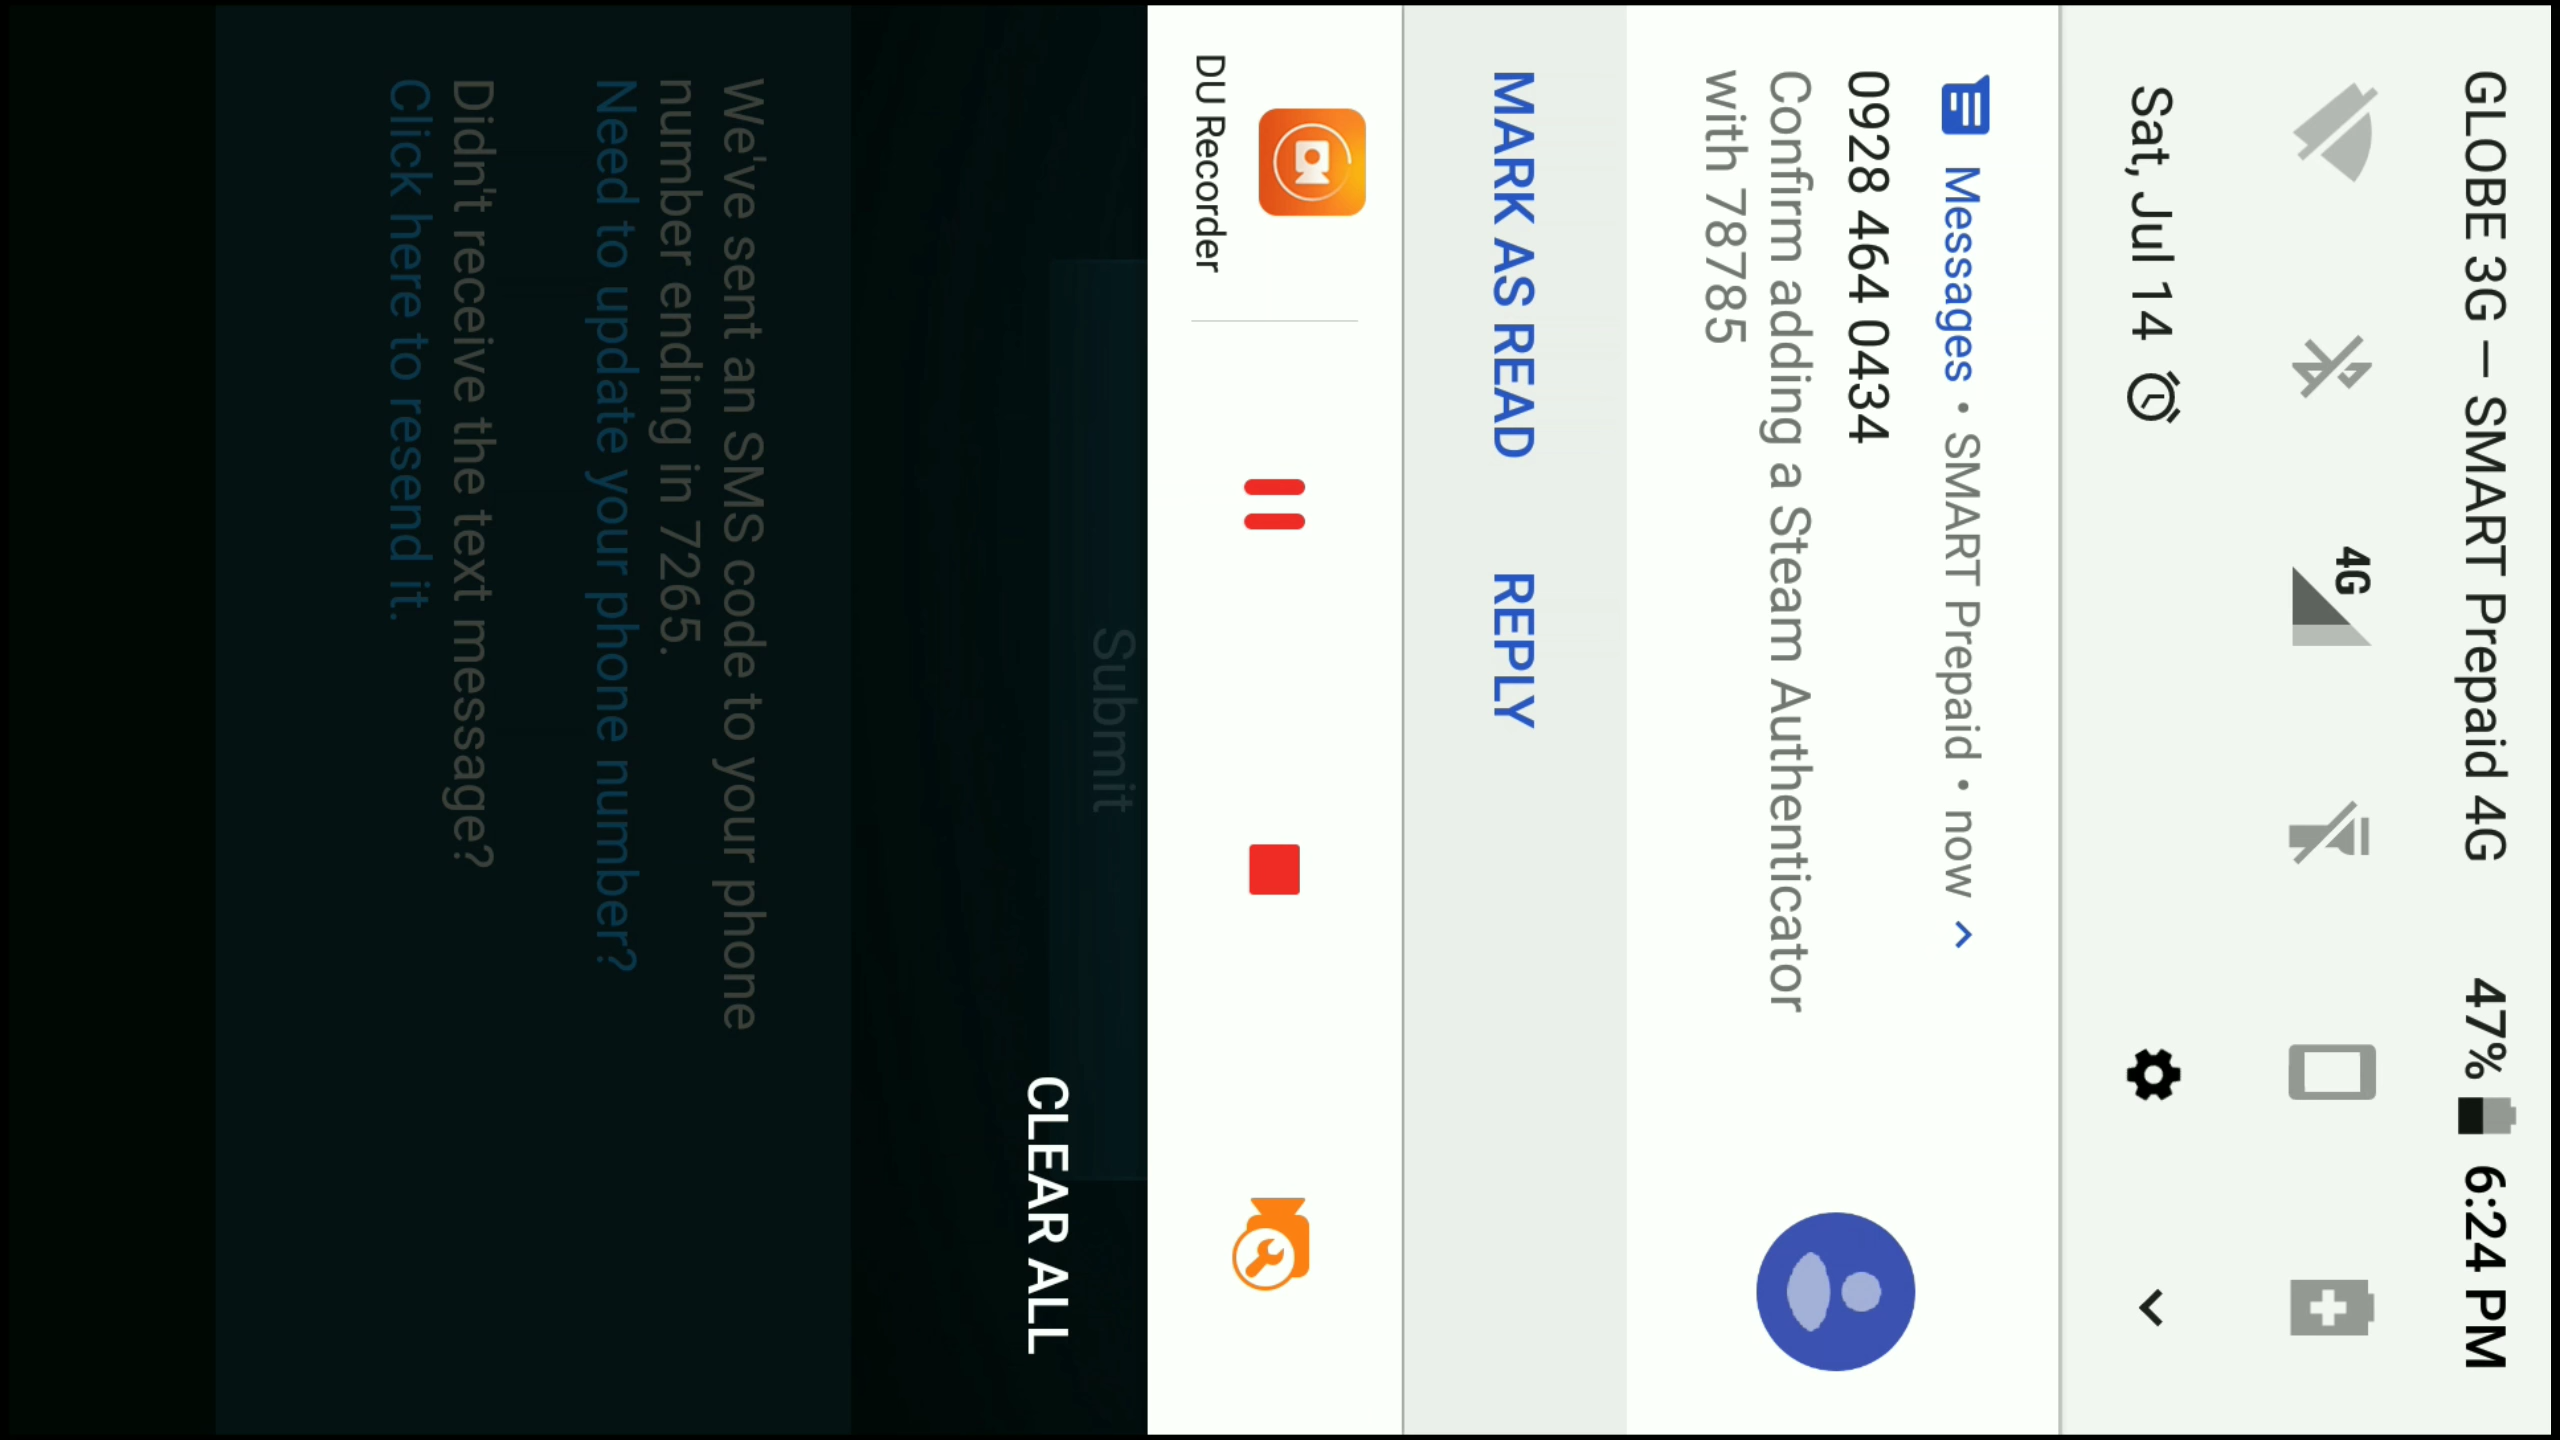 GLOBE 3G — SMART Prepaid 4G 47% 6:24 PM
4G
Sat, Jul 14
Messages • SMART Prepaid • now
0928 464 0434
Confirm adding a Steam Authenticator
with 78785
MARK AS READ REPLY
DU Recorder
Submit
CLEAR ALL
We've sent an SMS code to your phone
number ending in 7265.
Need to update your phone number?
Didn't receive the text message?
Click here to resend it.